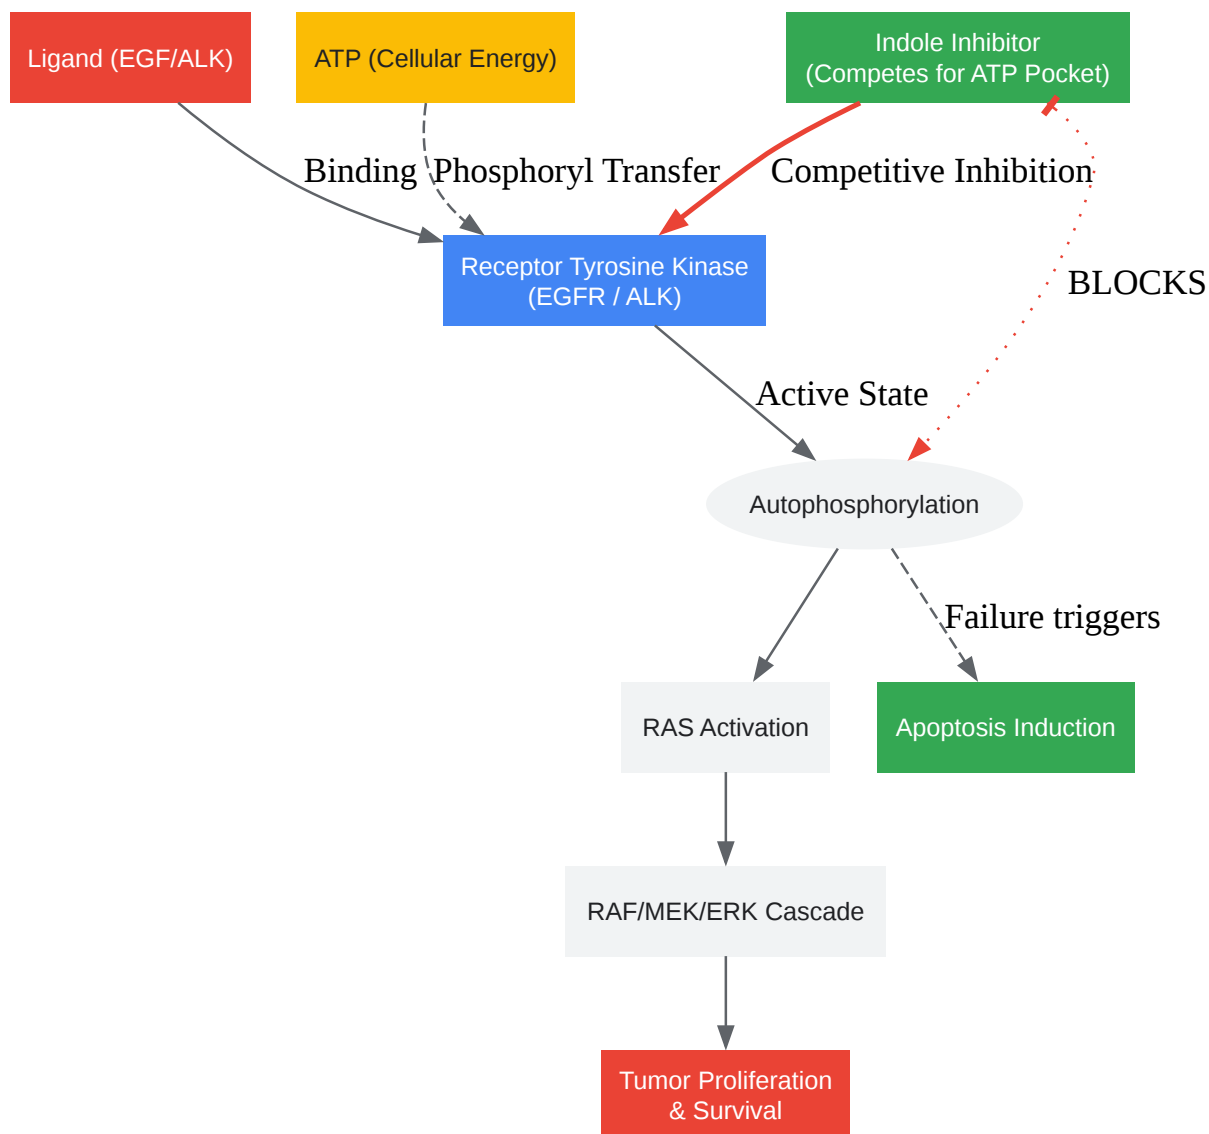 Ligand (EGF/ALK)
ATP (Cellular Energy)
Indole Inhibitor
(Competes for ATP Pocket)
Binding
Phosphoryl Transfer
Competitive Inhibition
Receptor Tyrosine Kinase
(EGFR / ALK)
BLOCKS
Active State
Autophosphorylation
Failure triggers
RAS Activation
Apoptosis Induction
RAF/MEK/ERK Cascade
Tumor Proliferation
& Survival